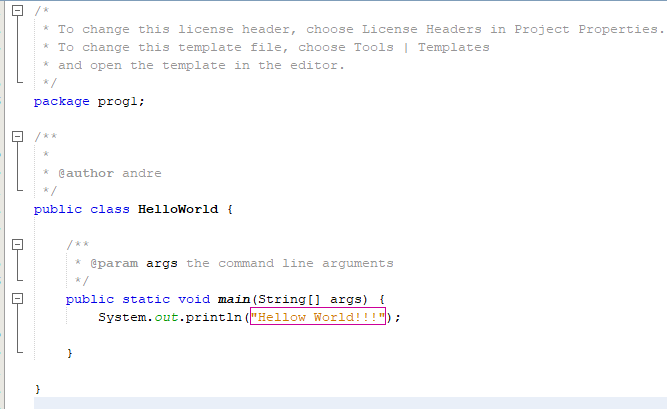 /*
 * To change this license header, choose License Headers in Project Properties.
 * To change this template file, choose Tools | Templates
 * and open the template in the editor.
 */
package prog1;
/**
 *
 * @author andre
 */
public class HelloWorld {
/**
 * @param args the command line arguments
 */
public static void main(String[] args) {
System.out.println("Hellow World!!!");
}
}